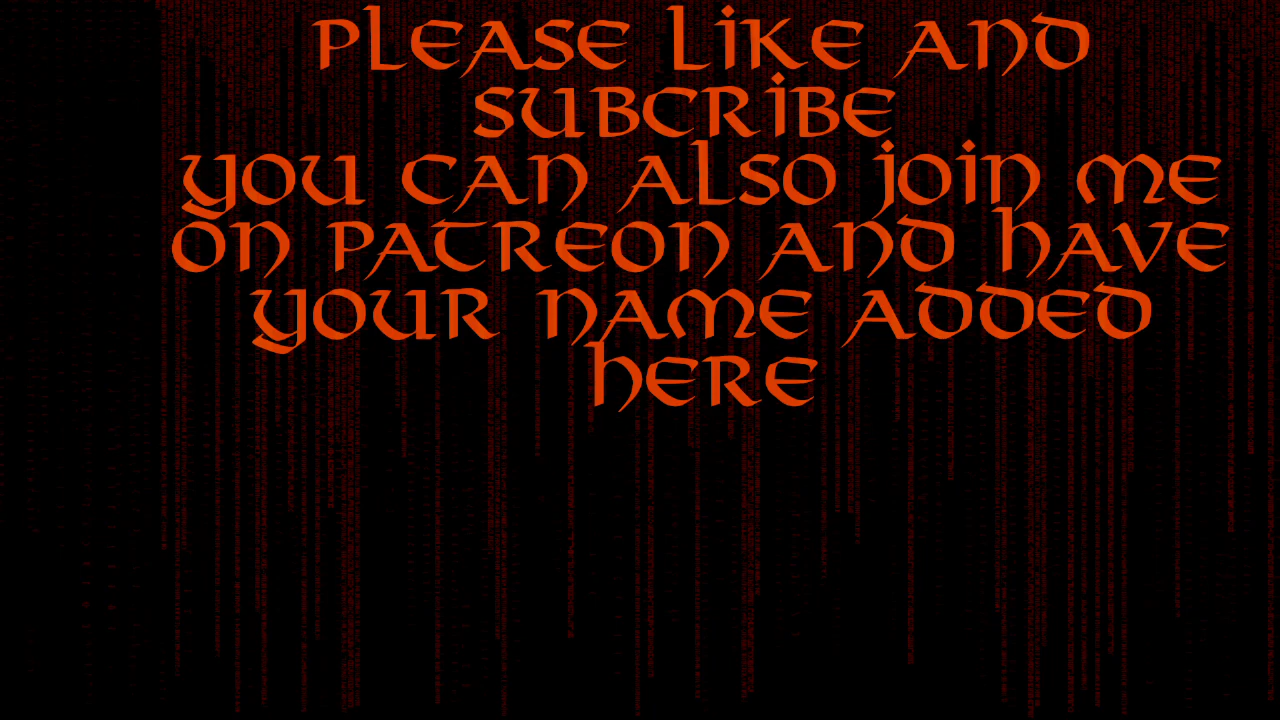 PLEASE LIKE AND
SUBCRIBE
YOU CAN ALSO JOIN ME
ON PATREON AND HAVE
YOUR NAME ADDED
HERE